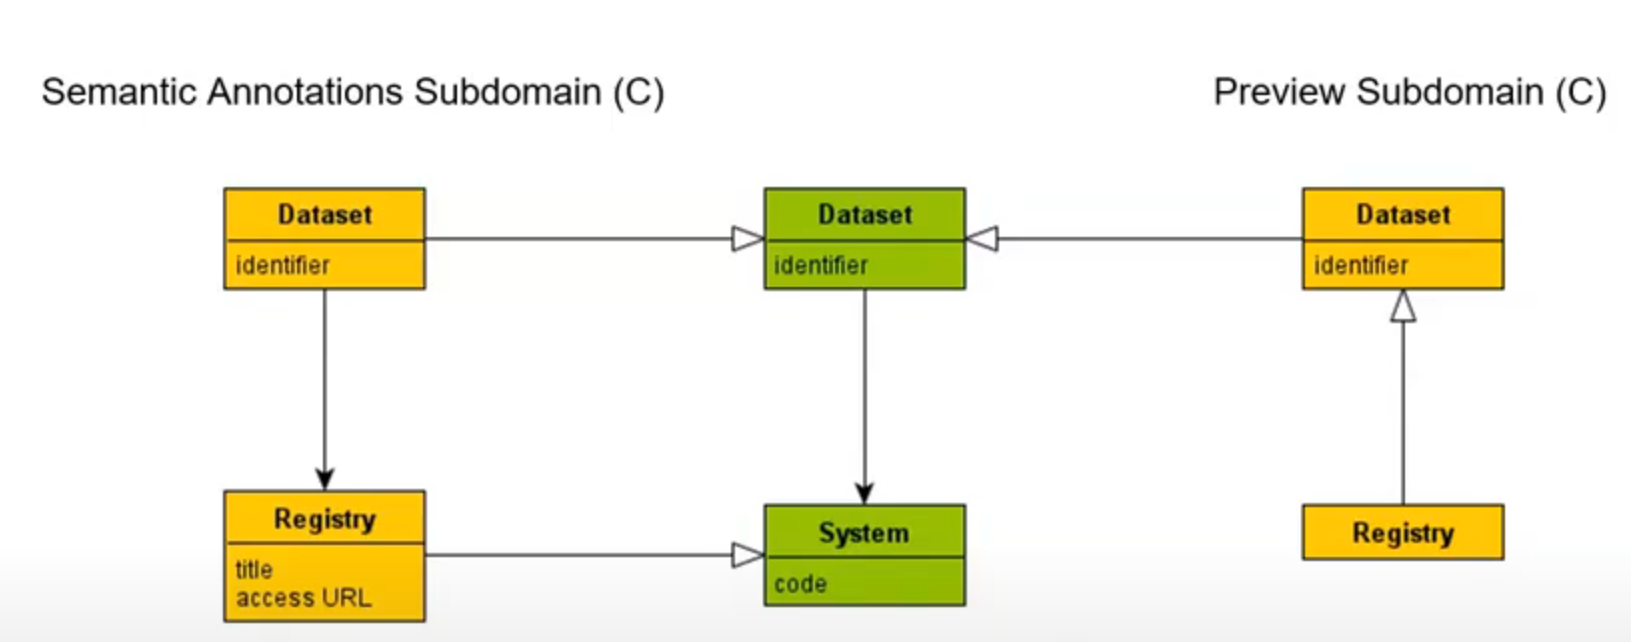 Semantic Annotations Subdomain (C)
Preview Subdomain (C)
Dataset
identifier
Dataset
identifier
Dataset
identifier
Registry
title
access URL
System
code
Registry